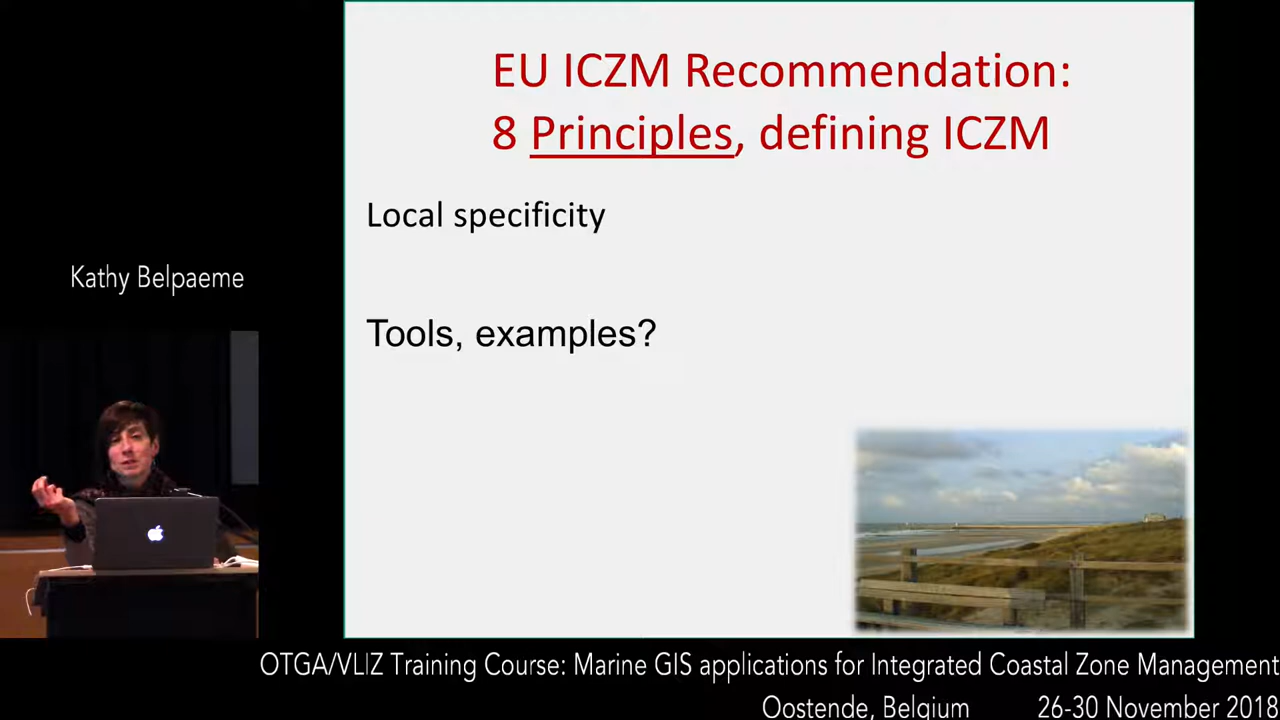 EU ICZM Recommendation:
8 Principles, defining ICZM
Local specificity
Tools, examples?
Kathy Belpaeme
OTGA/VLIZ Training Course: Marine GIS applications for Integrated Coastal Zone Management
Oostende, Belgium 26-30 November 2018